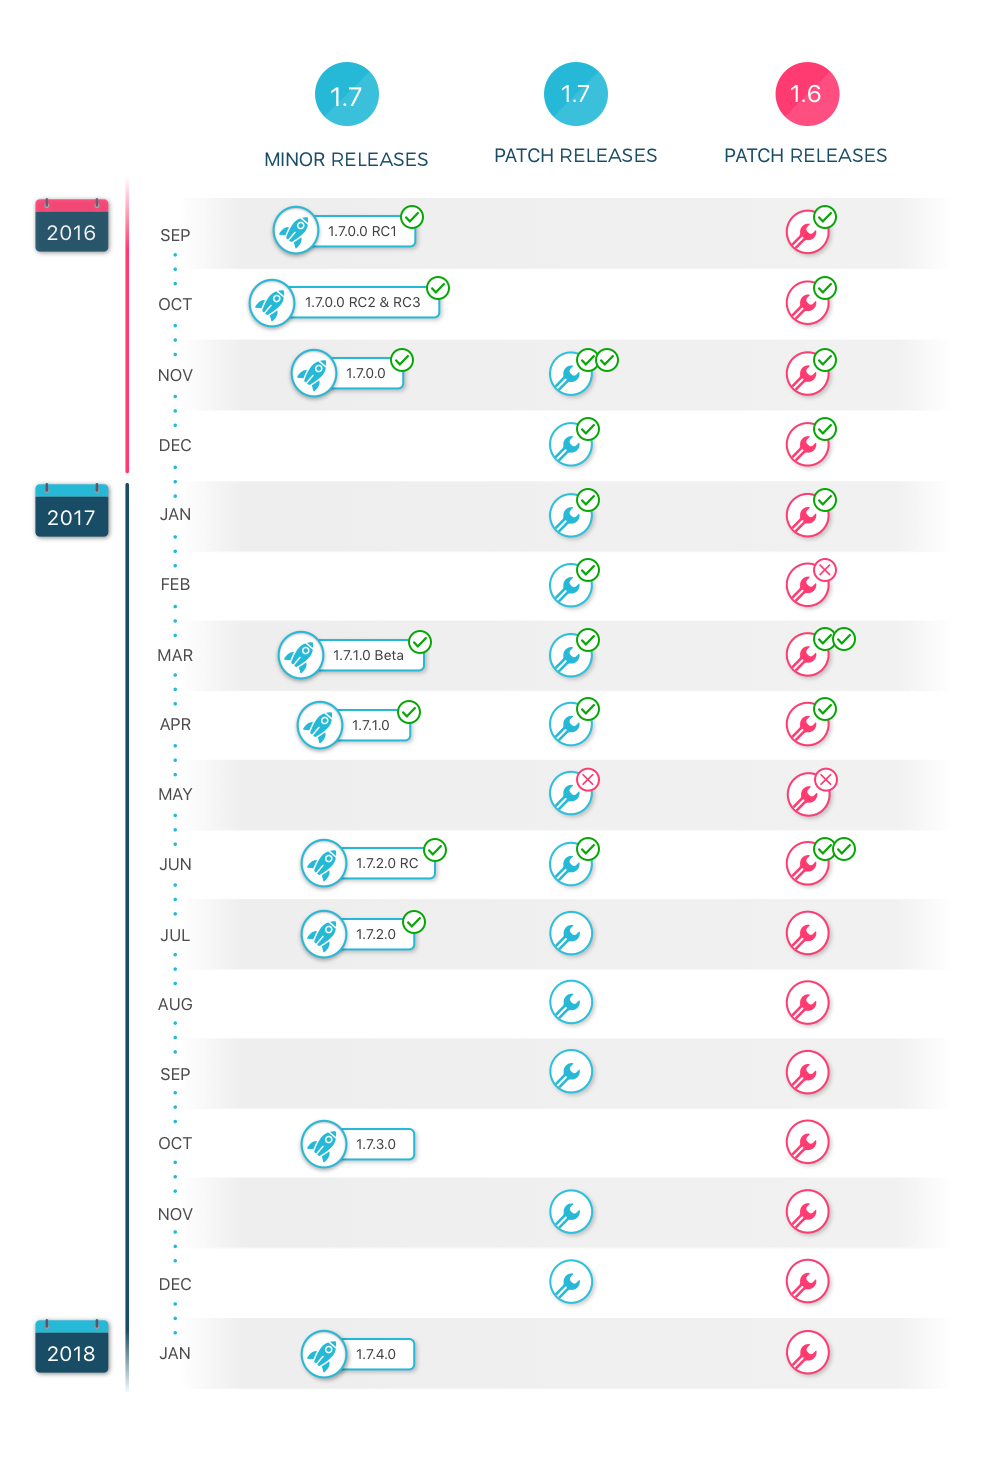 1.7
1.7
1.6
MINOR RELEASES
PATCH RELEASES
PATCH RELEASES
2016
SEP
1.7.0.0 RC1
OCT
1.7.0.0 RC2 & RC3
NOV
1.7.0.0
DEC
2017
JAN
FEB
MAR
1.7.1.0 Beta
APR
1.7.1.0
MAY
JUN
1.7.2.0 RC
JUL
1.7.2.0
AUG
SEP
OCT
1.7.3.0
NOV
DEC
2018
JAN
1.7.4.0